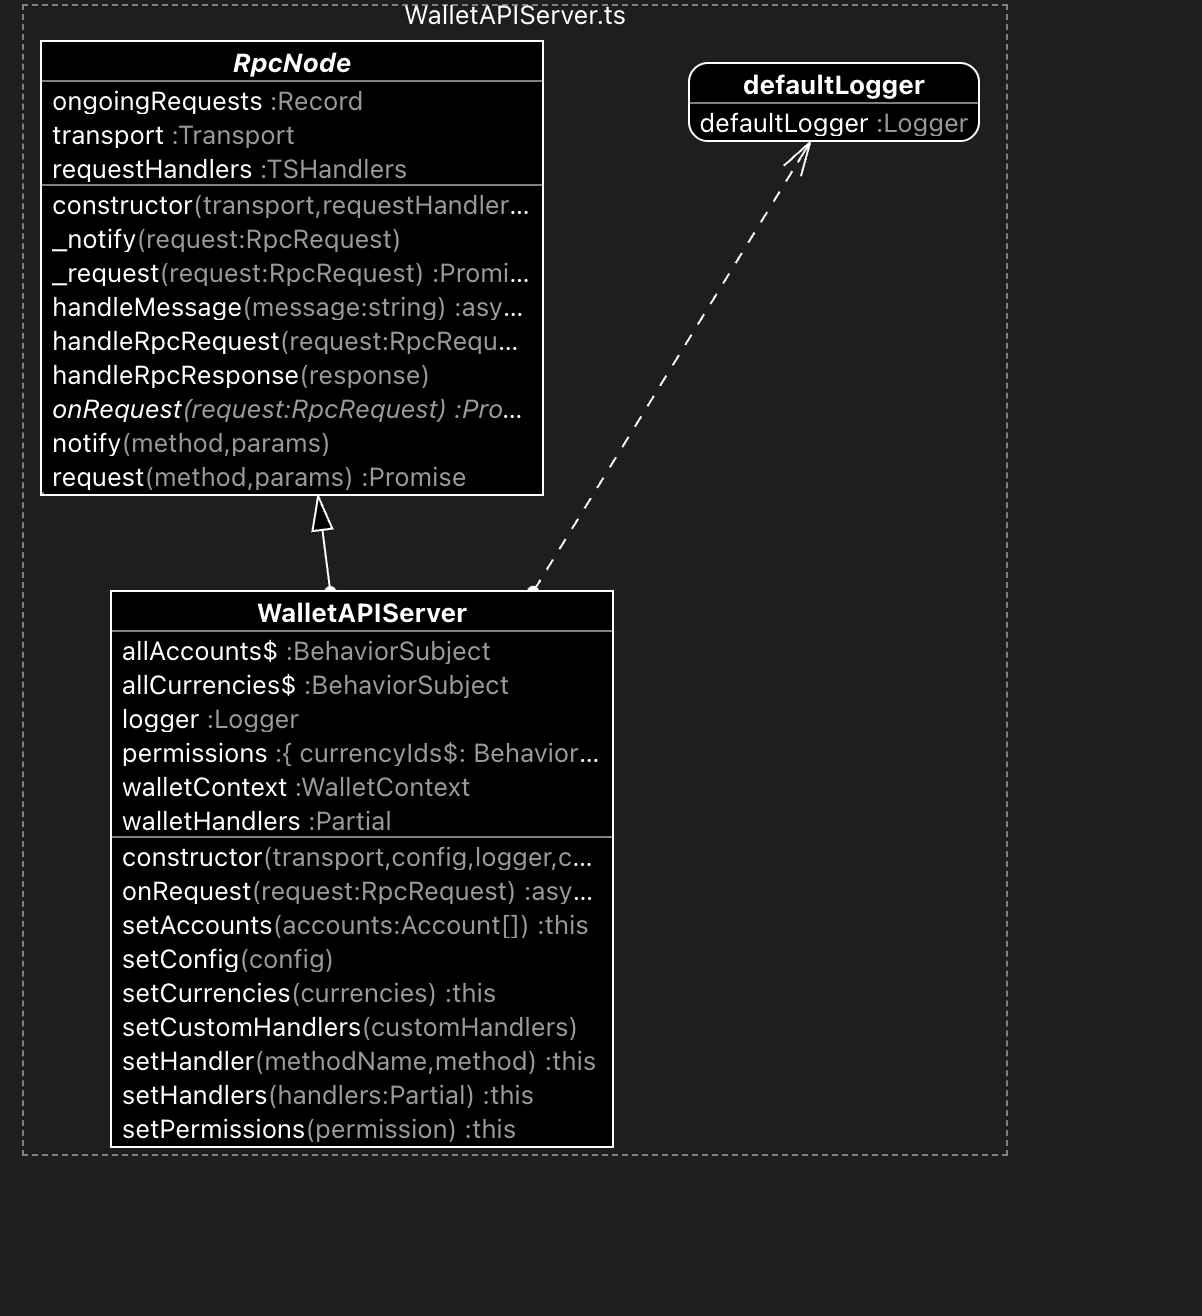 WalletAPIServer.ts
RpcNode
ongoingRequests :Record
transport :Transport
requestHandlers :TSHandlers
constructor(transport,requestHandler...
_notify(request:RpcRequest)
_request(request:RpcRequest) :Promi...
handleMessage(message:string) :asy...
handleRpcRequest(request:RpcRequ...
handleRpcResponse(response)
onRequest(request:RpcRequest) :Pro...
notify(method,params)
request(method,params) :Promise
defaultLogger
defaultLogger :Logger
WalletAPIServer
allAccounts$ :BehaviorSubject
allCurrencies$ :BehaviorSubject
logger :Logger
permissions :{ currencyIds$: Behavior...
walletContext :WalletContext
walletHandlers :Partial
constructor(transport,config,logger,c...
onRequest(request:RpcRequest) :asy...
setAccounts(accounts:Account[]) :this
setConfig(config)
setCurrencies(currencies) :this
setCustomHandlers(customHandlers)
setHandler(methodName,method) :this
setHandlers(handlers:Partial) :this
setPermissions(permission) :this